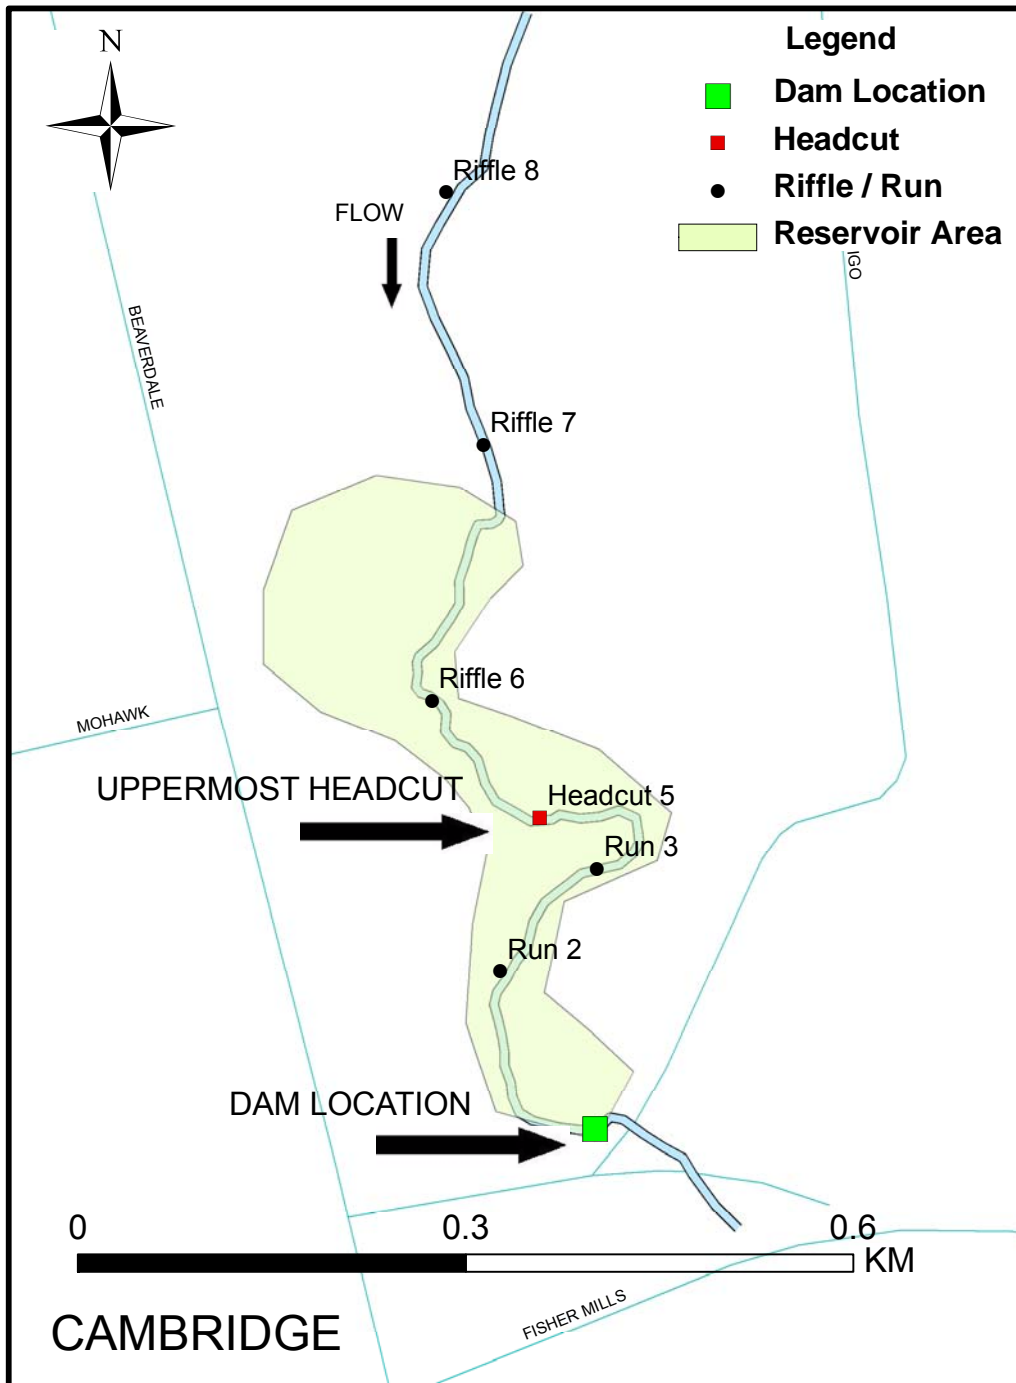 N
Legend
Dam Location
Headcut
Riffle / Run
Reservoir Area
Riffle 8
FLOW
IGO
BEAVERDALE
Riffle 7
Riffle 6
MOHAWK
UPPERMOST HEADCUT
Headcut 5
Run 3
Run 2
DAM LOCATION
0 0.3 0.6
KM
FISHER MILLS
CAMBRIDGE